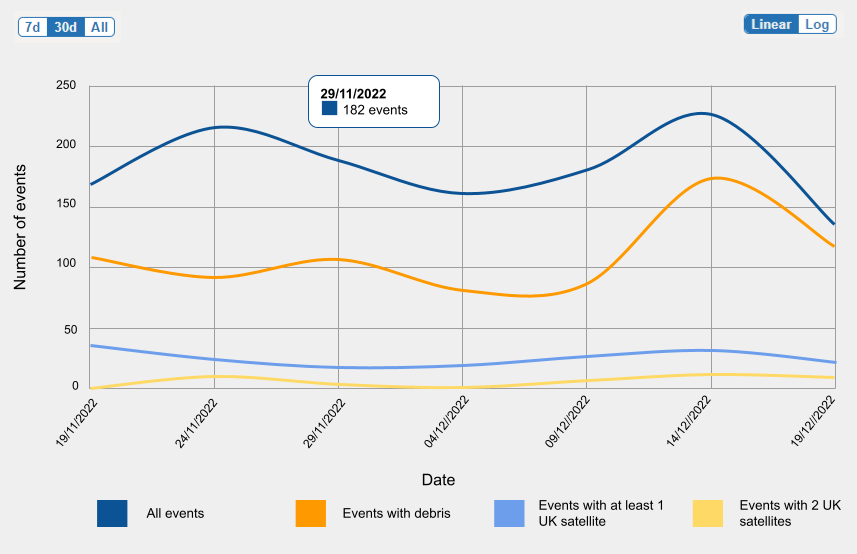 7d 30d All
Linear Log
29/11/2022
182 events
250
200
150
100
50
0
Number of events
19/11/2022
24/11/2022
29/11/2022
04/12//2022
09/12//2022
14/12//2022
19/12//2022
Date
All events
Events with debris
Events with at least 1
UK satellite
Events with 2 UK
satellites